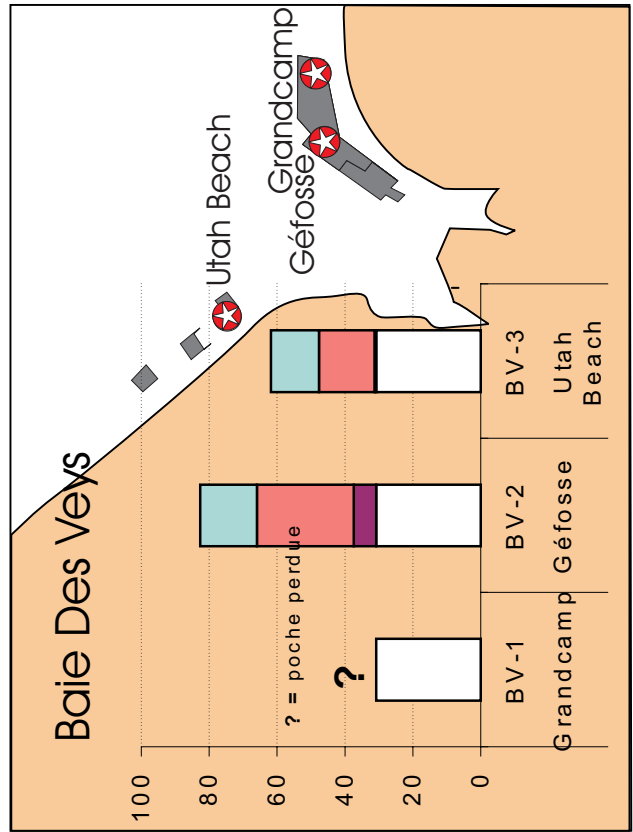 Baie Des Veys
Utah Beach
Grandcamp
Géfosse
? = poche perdue
?
100
80
60
40
20
0
BV-1
BV-2
BV-3
Grandcamp
Géfosse
Utah
Beach